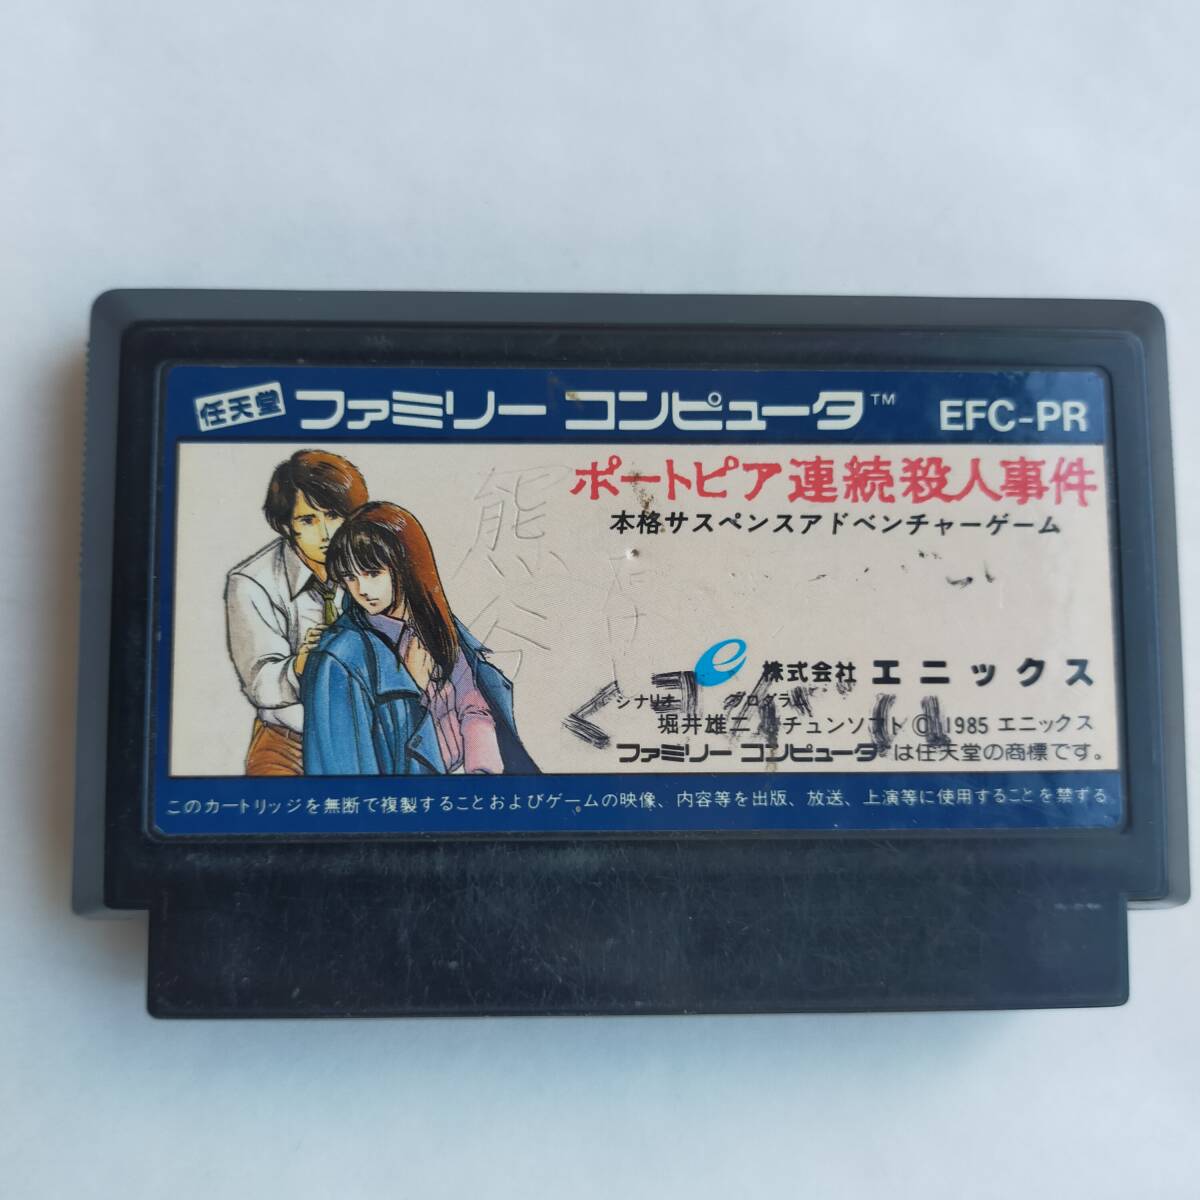 任天堂 ファミリー コンピュータ™ EFC-PR
ポートピア連続殺人事件
本格サスペンスアドベンチャーゲーム
熊谷
e 株式会社 エニックス
シナリオ プログラム
堀井雄二 チュンソフト © 1985 エニックス
ファミリー コンピュータは任天堂の商標です。
このカートリッジを無断で複製することおよびゲームの映像、内容等を出版、放送、上演等に使用することを禁ずる